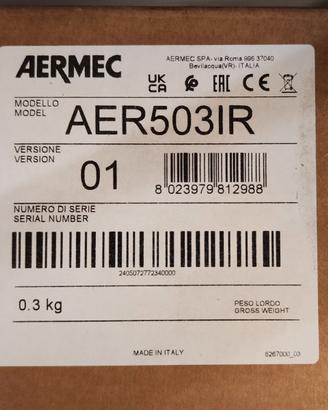 AERMEC
AERMEC SPA- via Roma 996 37040
Bevilacqua(VR)- ITALIA
UK CA EAC CE
MODELLO
MODEL
AER503IR
VERSIONE
VERSION
01
8 023979 812988
NUMERO DI SERIE
SERIAL NUMBER
2405072772340000
0.3 kg
PESO LORDO
GROSS WEIGHT
MADE IN ITALY
6267000_03